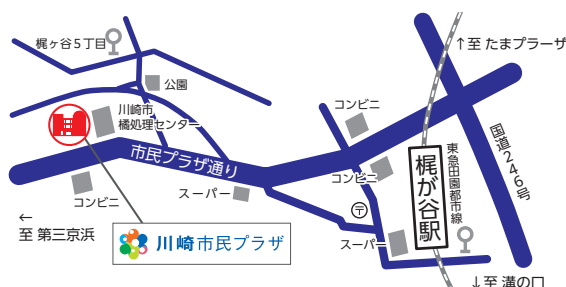 梶ヶ谷5丁目
公園
川崎市
橘処理センター
市民プラザ通り
コンビニ
スーパー
←
至 第三京浜
川崎市民プラザ
コンビニ
コンビニ
〒
スーパー
梶が谷駅
東急田園都市線
↑至 たまプラーザ
国道246号
↓至 溝の口